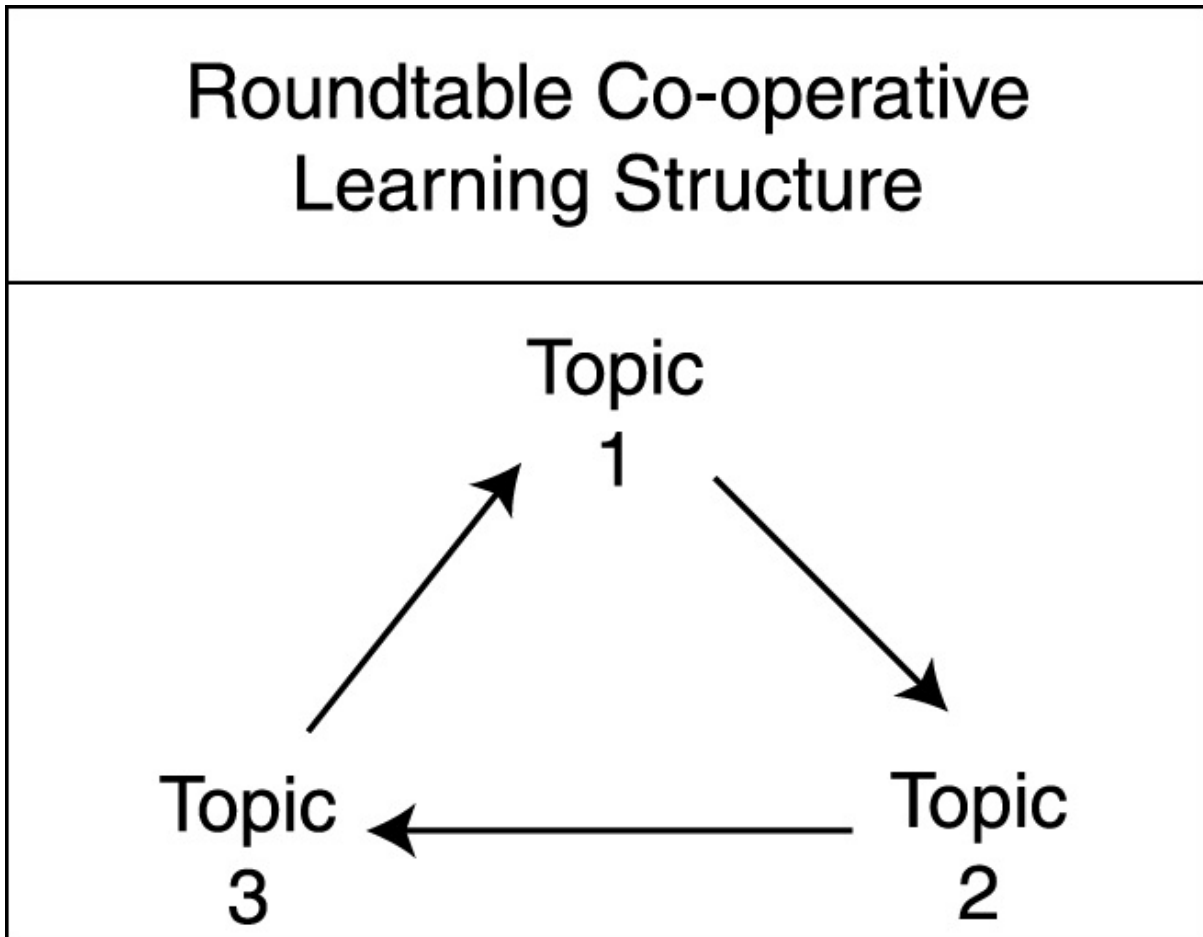 Roundtable Co-operative
Learning Structure
Topic
1
Topic
3
Topic
2